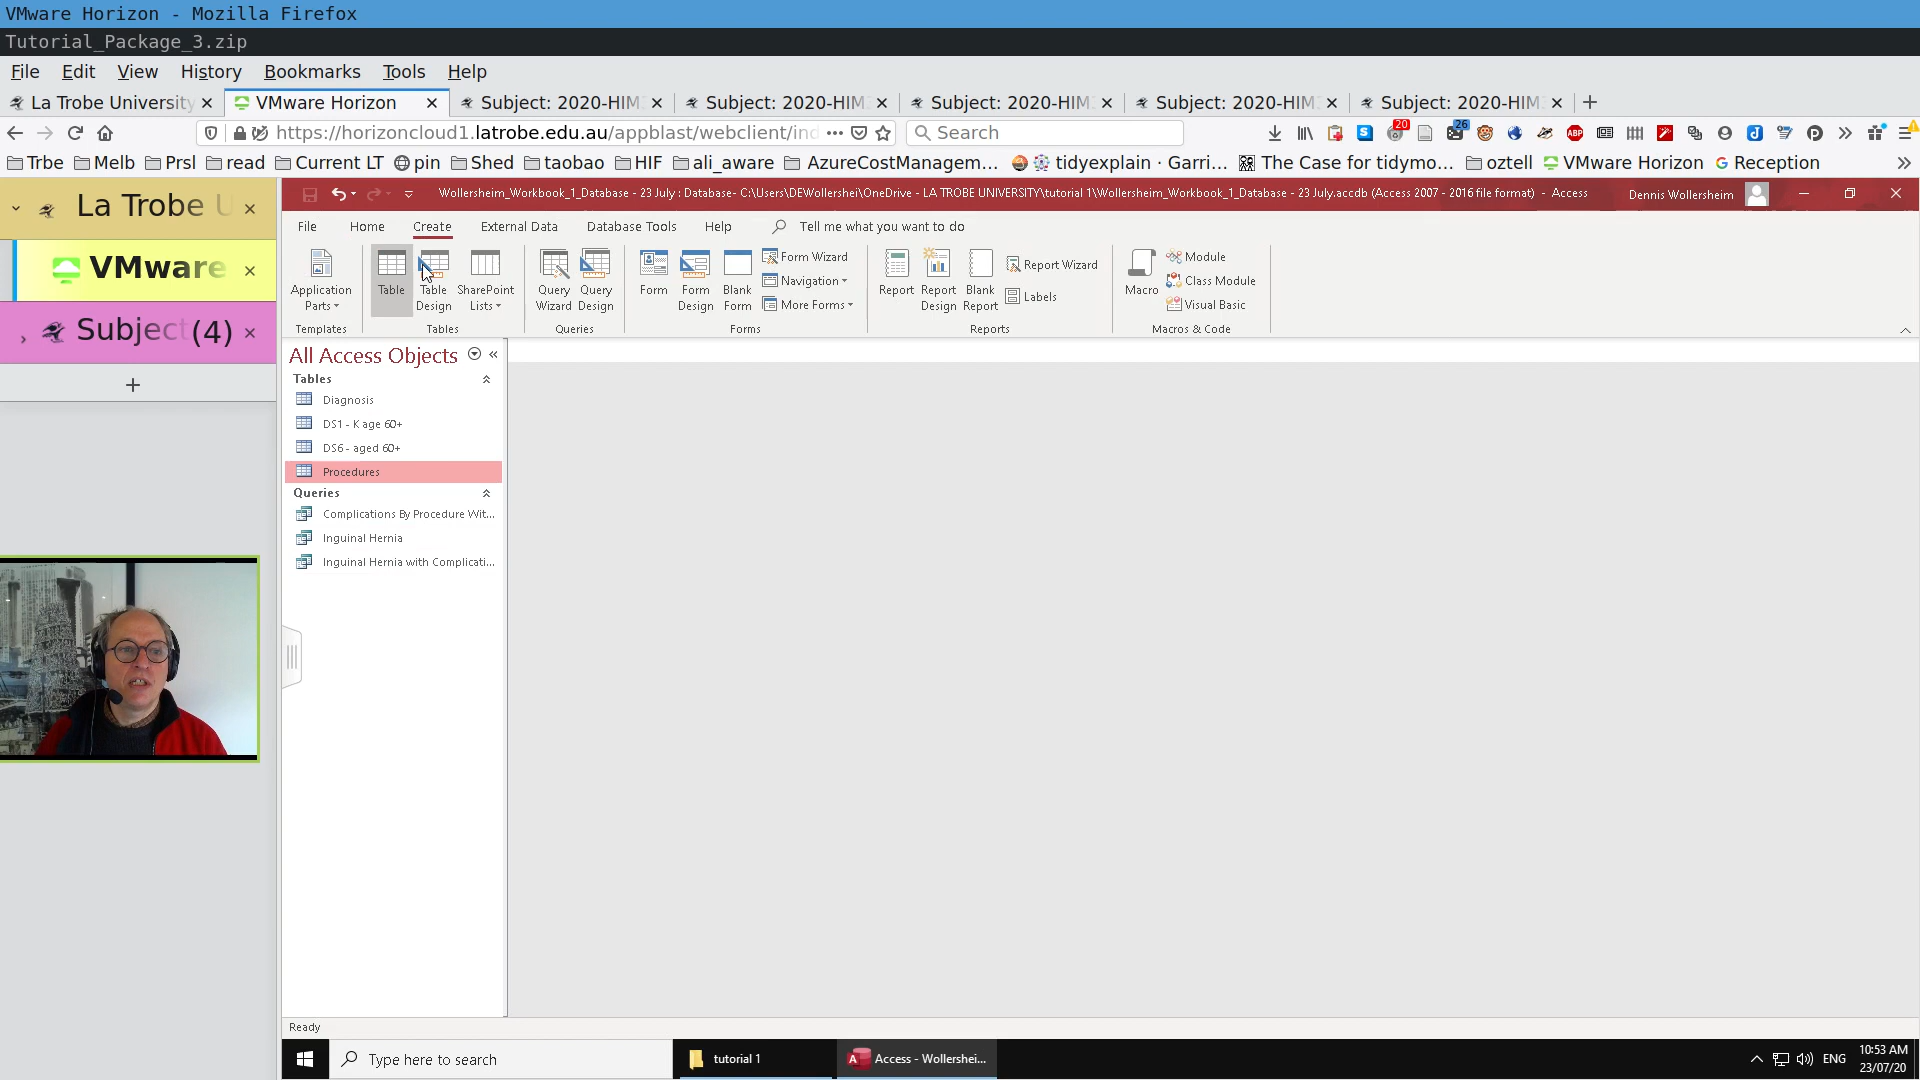 VMware Horizon - Mozilla Firefox
Tutorial_Package_3.zip
File Edit View History Bookmarks Tools Help
La Trobe University VMware Horizon Subject: 2020-HIM Subject: 2020-HIM Subject: 2020-HIM Subject: 2020-HIM Subject: 2020-HIM
https://horizoncloud1.latrobe.edu.au/appblast/webclient/ind Search 20 26 ABP
Trbe Melb Prsl read Current LT pin Shed taobao HIF ali_aware AzureCostManagem... tidyexplain · Garri... The Case for tidymo... oztell VMware Horizon Reception
La Trobe U
VMware
Subject (4)
Wollersheim_Workbook_1_Database - 23 July : Database- C:\Users\DEWollershei\OneDrive - LA TROBE UNIVERSITY\tutorial 1\Wollersheim_Workbook_1_Database - 23 July.accdb (Access 2007 - 2016 file format) - Access Dennis Wollersheim
File Home Create External Data Database Tools Help Tell me what you want to do
Application Parts
Table
Table Design
SharePoint Lists
Query Wizard
Query Design
Form
Form Design
Blank Form
Form Wizard
Navigation
More Forms
Report
Report Design
Blank Report
Report Wizard
Labels
Macro
Module
Class Module
Visual Basic
Templates Tables Queries Forms Reports Macros & Code
All Access Objects
Tables
Diagnosis
DS1 - K age 60+
DS6 - aged 60+
Procedures
Queries
Complications By Procedure Wit...
Inguinal Hernia
Inguinal Hernia with Complicati...
Ready
Type here to search tutorial 1 Access - Wollershei... ENG
10:53 AM
23/07/20